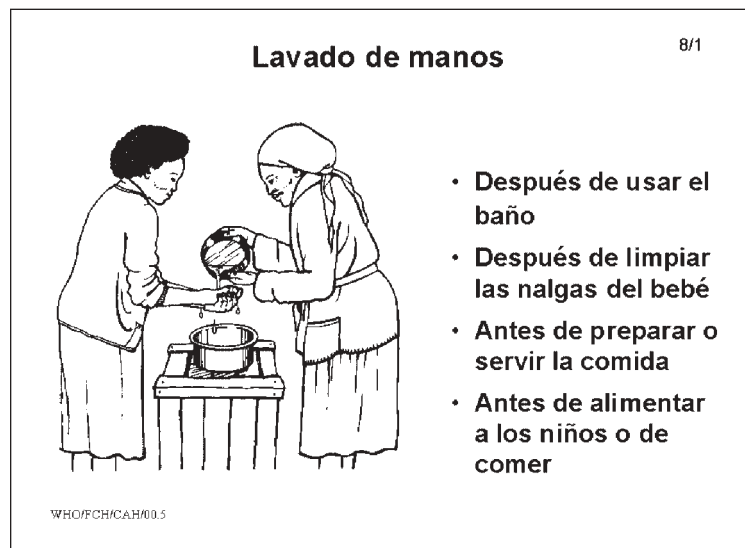 Lavado de manos
8/1
• Después de usar el
baño
• Después de limpiar
las nalgas del bebé
• Antes de preparar o
servir la comida
• Antes de alimentar
a los niños o de
comer
WHO/FCH/CAH/00.5